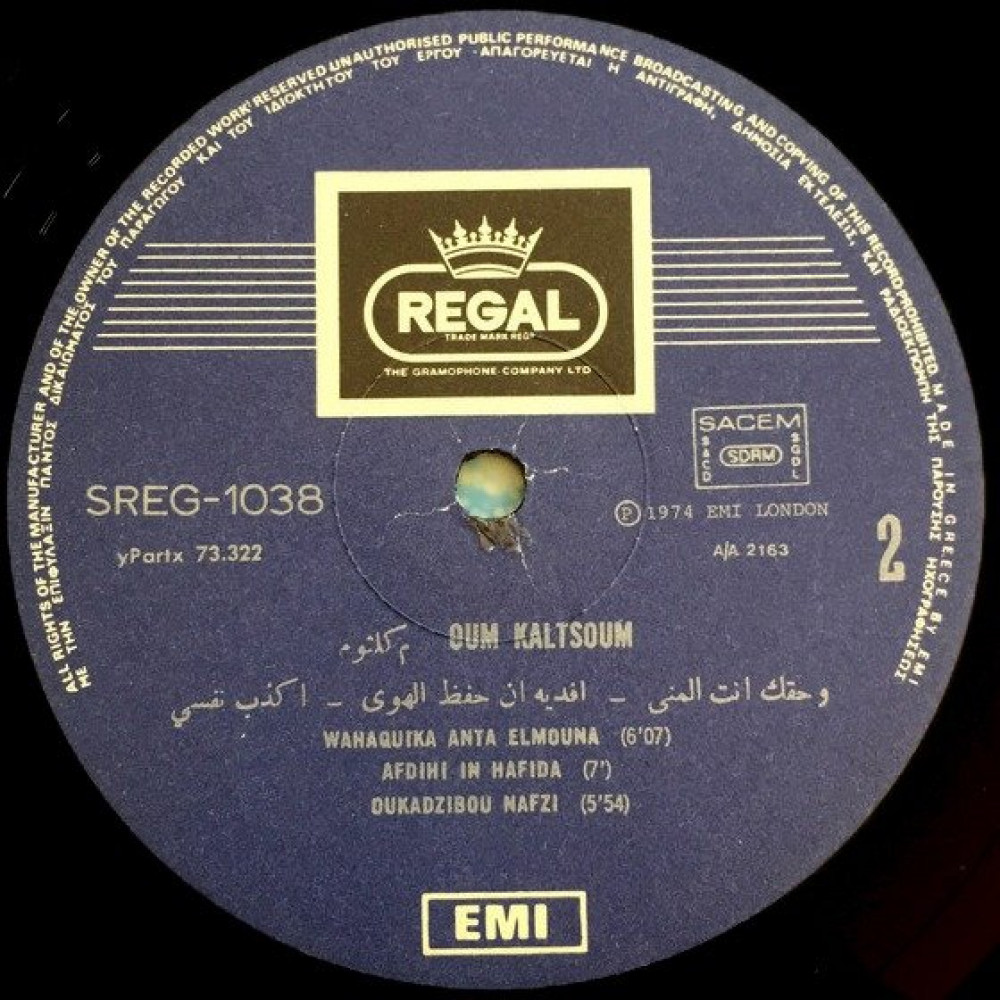 ALL RIGHTS OF THE MANUFACTURER AND OF THE OWNER OF THE RECORDED WORK RESERVED UNAUTHORISED PUBLIC PERFORMANCE BROADCASTING AND COPYING OF THIS RECORD PROHIBITED. MADE IN GREECE BY EMI
ΜΕ ΤΗΝ ΕΠΙΦΥΛΑΞΙΝ ΠΑΝΤΟΣ ΔΙΚΑΙΩΜΑΤΟΣ ΤΟΥ ΠΑΡΑΓΩΓΟΥ ΚΑΙ ΤΟΥ ΙΔΙΟΚΤΗΤΟΥ ΤΟΥ ΕΡΓΟΥ ΑΠΑΓΟΡΕΥΕΤΑΙ Η ΑΝΤΙΓΡΑΦΗ, ΔΗΜΟΣΙΑ ΕΚΤΕΛΕΣΙΣ, ΚΑΙ ΡΑΔΙΟΕΚΠΟΜΠΗ ΤΗΣ ΠΑΡΟΥΣΗΣ ΗΧΟΓΡΑΦΗΣΕΩΣ
REGAL
TRADE MARK REGD
THE GRAMOPHONE COMPANY LTD
SACEM
SACD SDRM SGDL
SREG-1038
Ⓟ 1974 EMI LONDON
yPartx 73.322
A/A 2163
2
م كلثوم OUM KALTSOUM
وحقك انت المنى - افديه ان حفظ الهوى - اكذب نفسي
WAHAQUIKA ANTA ELMOUNA (6'07)
AFDIHI IN HAFIDA (7')
OUKADZIBOU NAFZI (5'54)
EMI